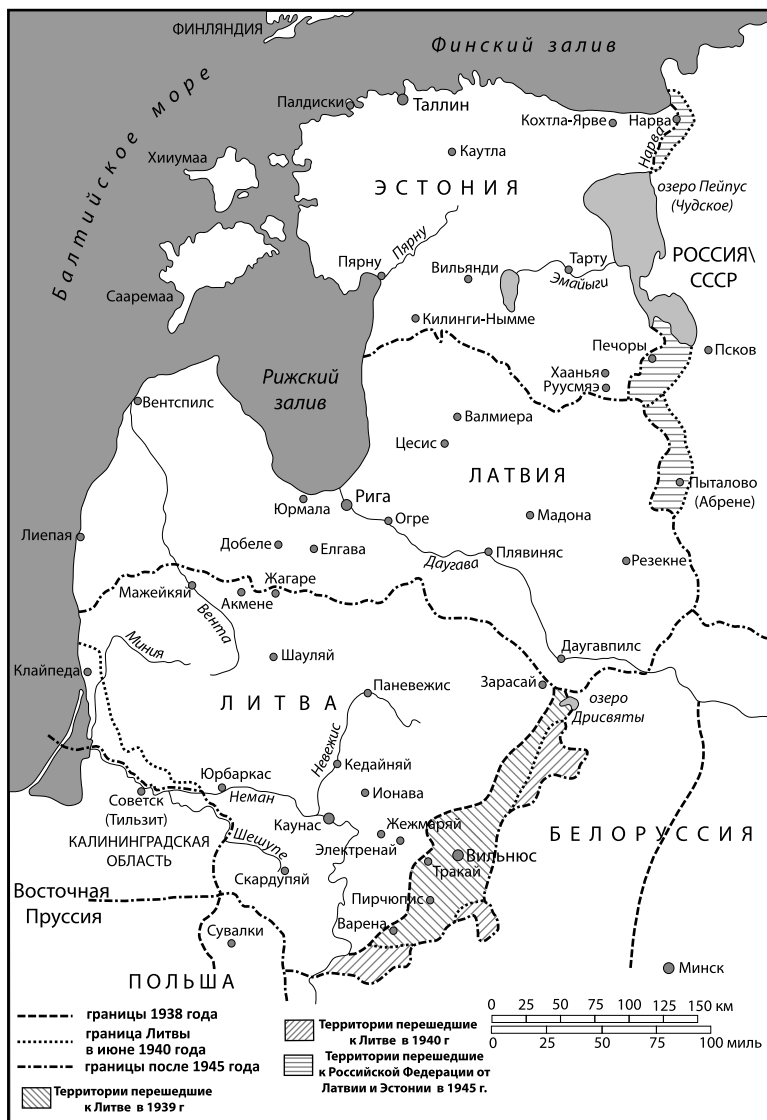 ФИНЛЯНДИЯ
Финский залив
Балтийское море
Палдиски
Таллин
Кохтла-Ярве
Нарва
Нарва
Хииумаа
Каутла
ЭСТОНИЯ
озеро Пейпус
(Чудское)
Пярну
Пярну
Вильянди
Тарту
Эмайыги
РОССИЯ\
СССР
Сааремаа
Килинги-Нымме
Печоры
Псков
Хаанья
Руусмяэ
Рижский
залив
Вентспилс
Валмиера
Цесис
ЛАТВИЯ
Пыталово
(Абрене)
Юрмала
Рига
Огре
Мадона
Лиепая
Добеле
Елгава
Даугава
Плявиняс
Резекне
Мажейкяй
Жагаре
Акмене
Вента
Миния
Шауляй
Даугавпилс
Клайпеда
Паневежис
Зарасай
озеро
Дрисвяты
ЛИТВА
Невежис
Кедайняй
Юрбаркас
Неман
Ионава
Советск
(Тильзит)
Каунас
Жежмаряй
КАЛИНИНГРАДСКАЯ
ОБЛАСТЬ
Шешупе
Электренай
Вильнюс
БЕЛОРУССИЯ
Тракай
Скардупяй
Восточная
Пруссия
Пирчюпис
Варена
Сувалки
ПОЛЬША
Минск
границы 1938 года
граница Литвы
в июне 1940 года
границы после 1945 года
Территории перешедшие
к Литве в 1939 г
Территории перешедшие
к Литве в 1940 г
Территории перешедшие
к Российской Федерации от
Латвии и Эстонии в 1945 г.
0 25 50 75 100 125 150 км
0 25 50 75 100 миль